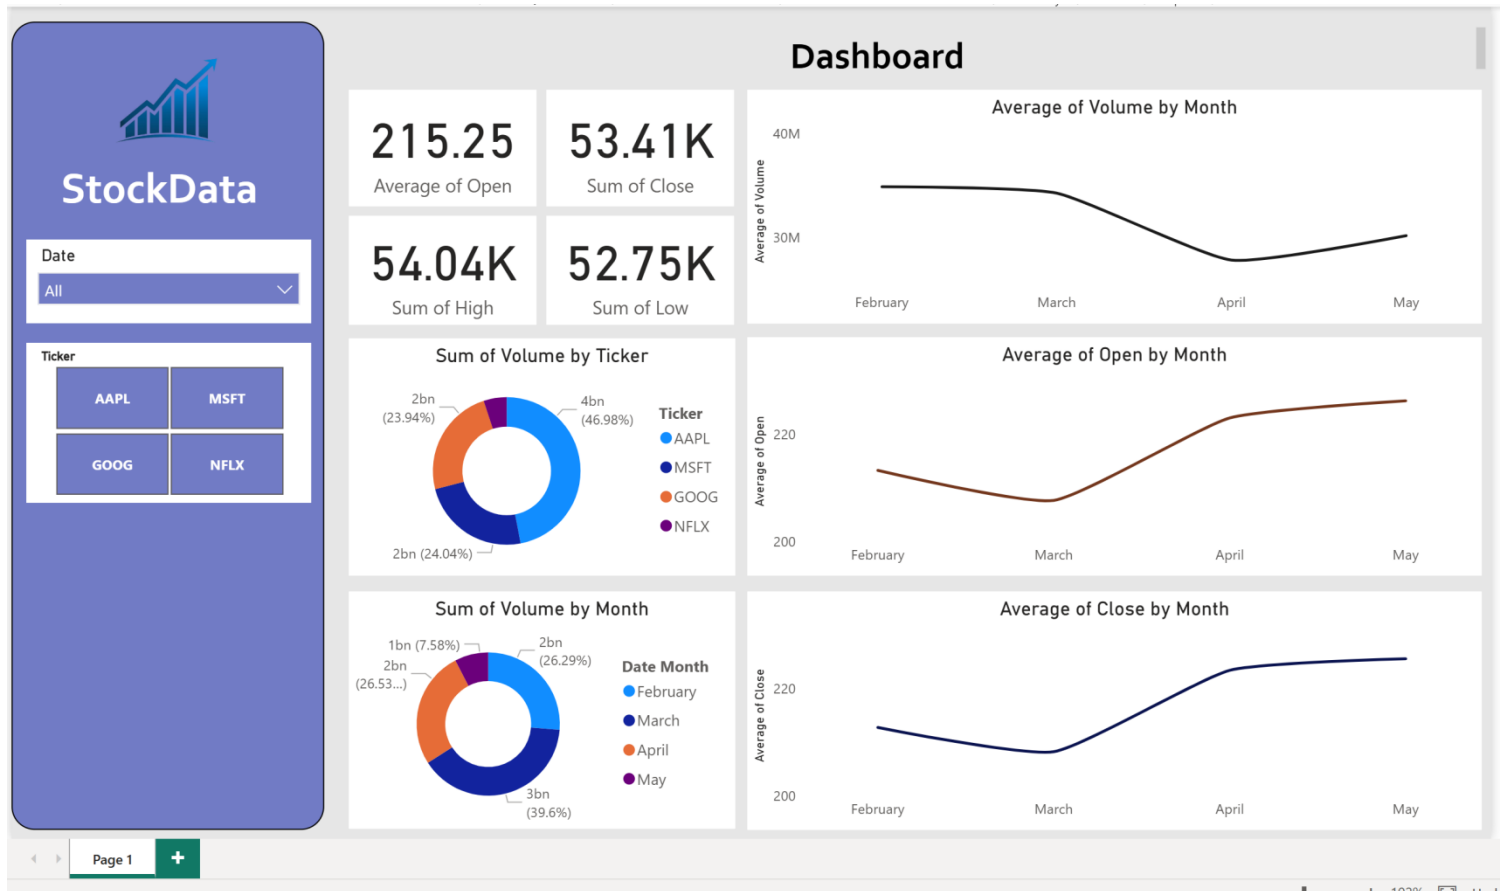 Dashboard
StockData
Date
All
Ticker
AAPL
MSFT
GOOG
NFLX
215.25
Average of Open
53.41K
Sum of Close
54.04K
Sum of High
52.75K
Sum of Low
Average of Volume by Month
40M
30M
Average of Volume
February
March
April
May
Sum of Volume by Ticker
2bn
(23.94%)
4bn
(46.98%)
2bn (24.04%)
Ticker
AAPL
MSFT
GOOG
NFLX
Average of Open by Month
220
200
Average of Open
February
March
April
May
Sum of Volume by Month
1bn (7.58%)
2bn
(26.29%)
2bn
(26.53...)
3bn
(39.6%)
Date Month
February
March
April
May
Average of Close by Month
220
200
Average of Close
February
March
April
May
Page 1